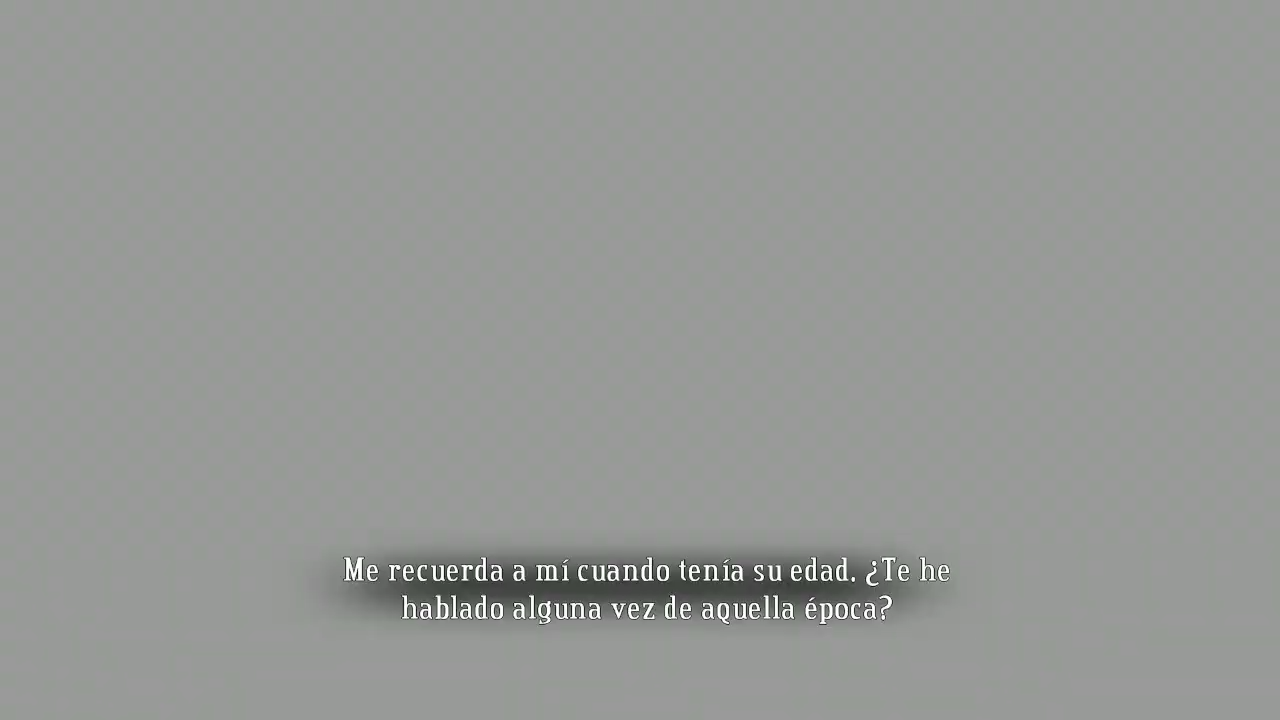 Me recuerda a mí cuando tenía su edad. ¿Te he
hablado alguna vez de aquella época?